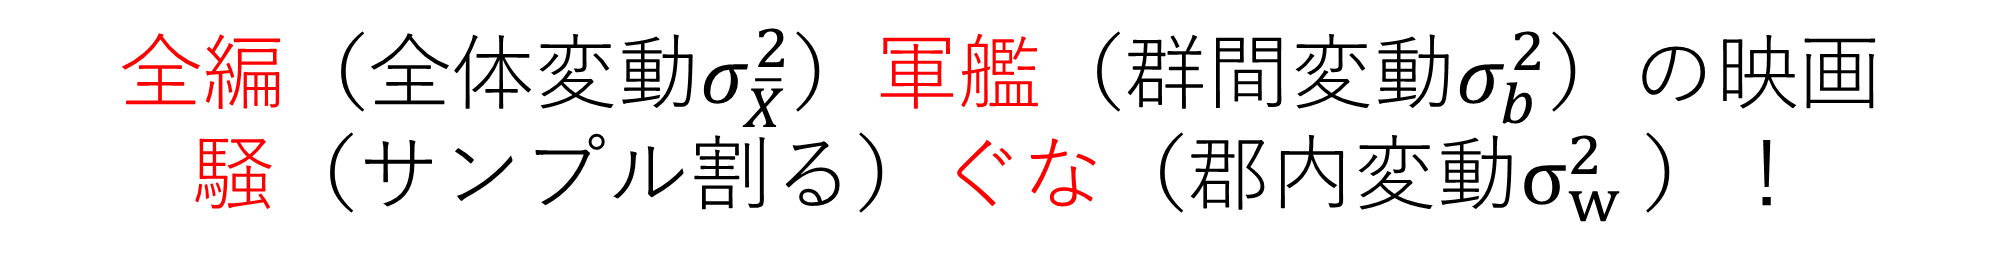 全編（全体変動σ²_X̄）軍艦（群間変動σ_b²）の映画
騒（サンプル割る）ぐな（郡内変動σ_w²）！